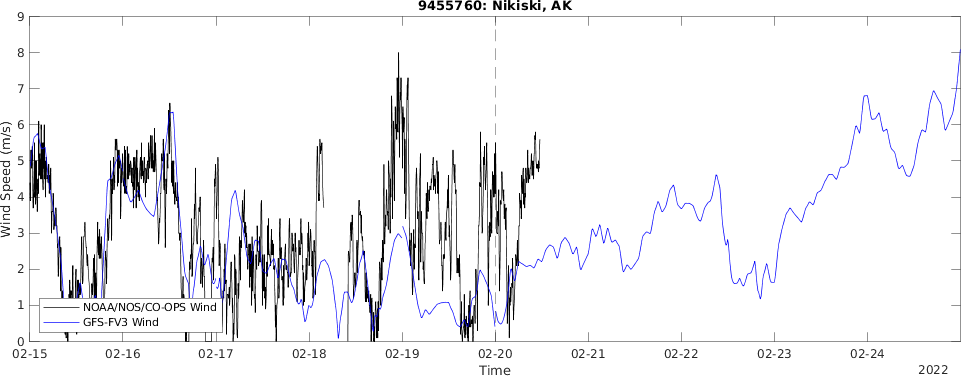 9455760: Nikiski, AK
9
8
7
6
5
4
3
2
1
0
Wind Speed (m/s)
NOAA/NOS/CO-OPS Wind
GFS-FV3 Wind
02-15 02-16 02-17 02-18 02-19 02-20 02-21 02-22 02-23 02-24
Time
2022